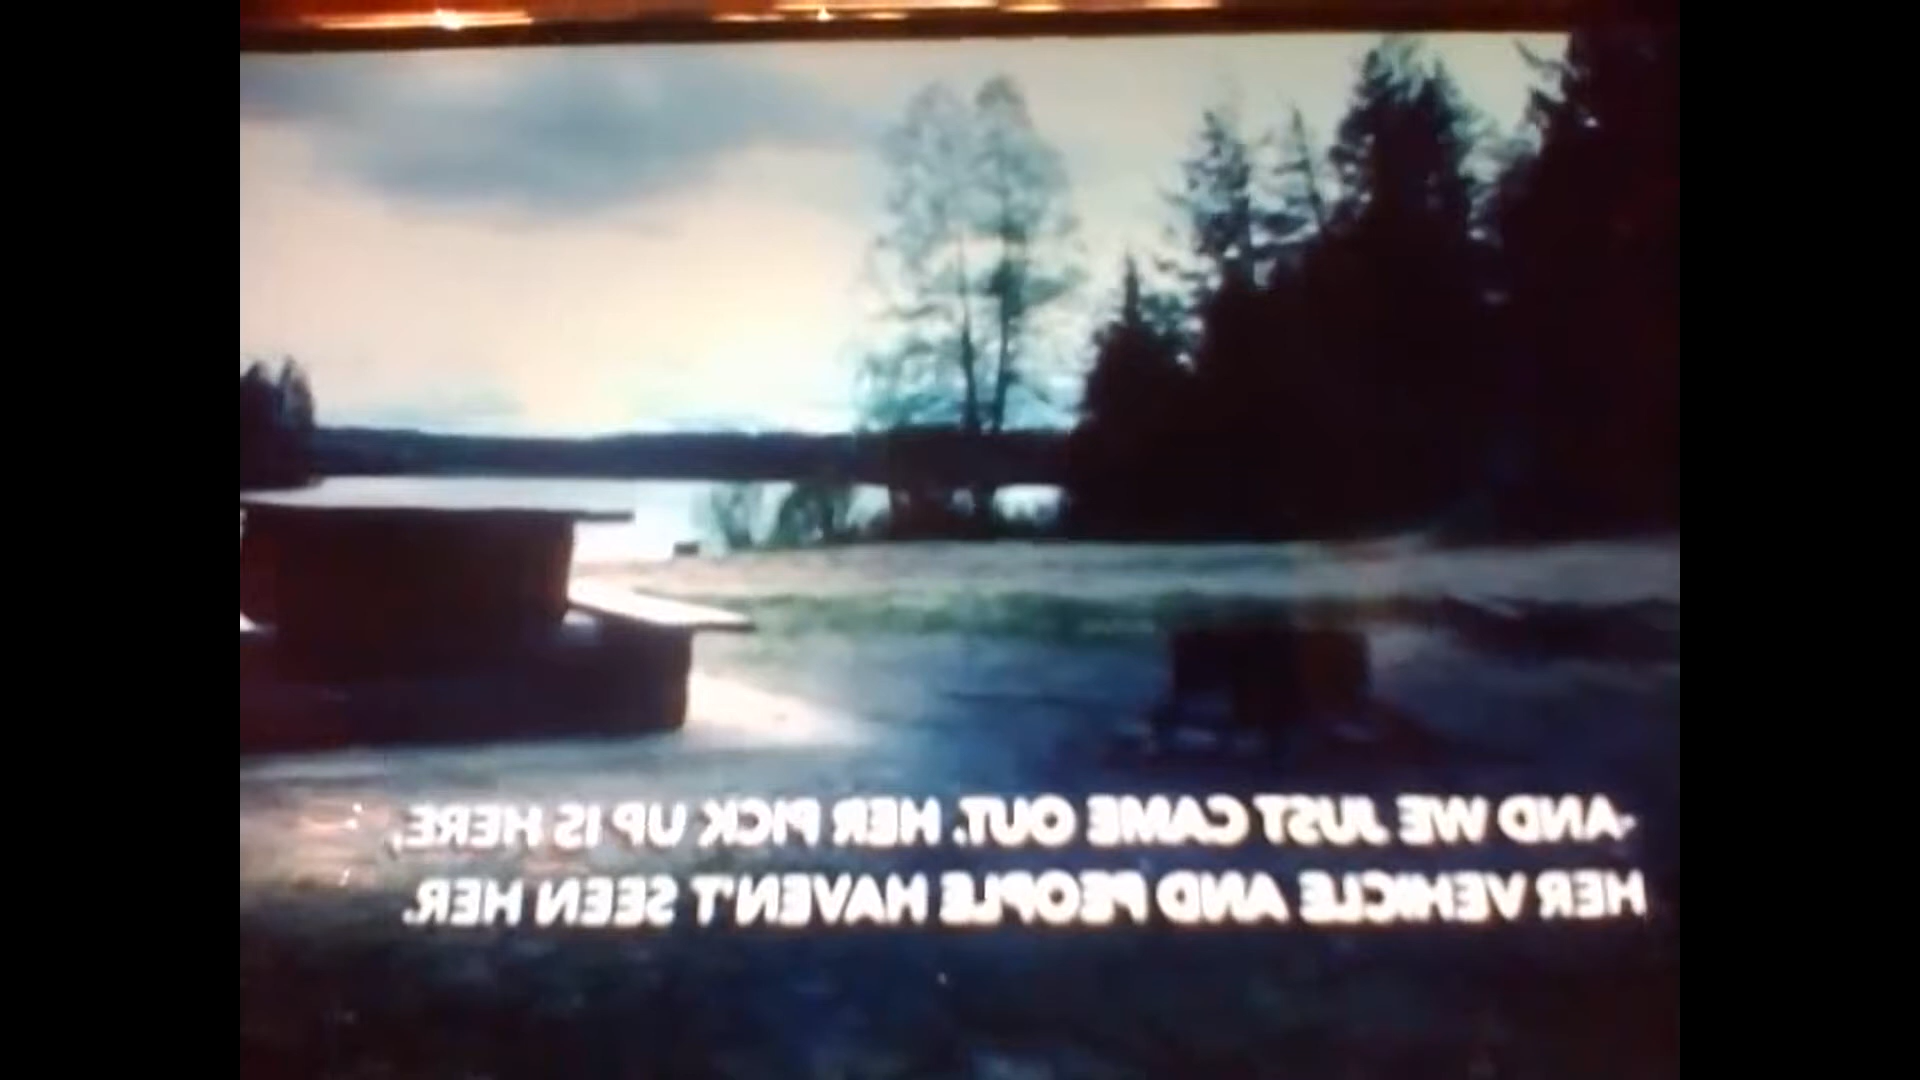 -AND WE JUST CAME OUT. HER PICK UP IS HERE,
HER VEHICLE AND PEOPLE HAVEN'T SEEN HER.